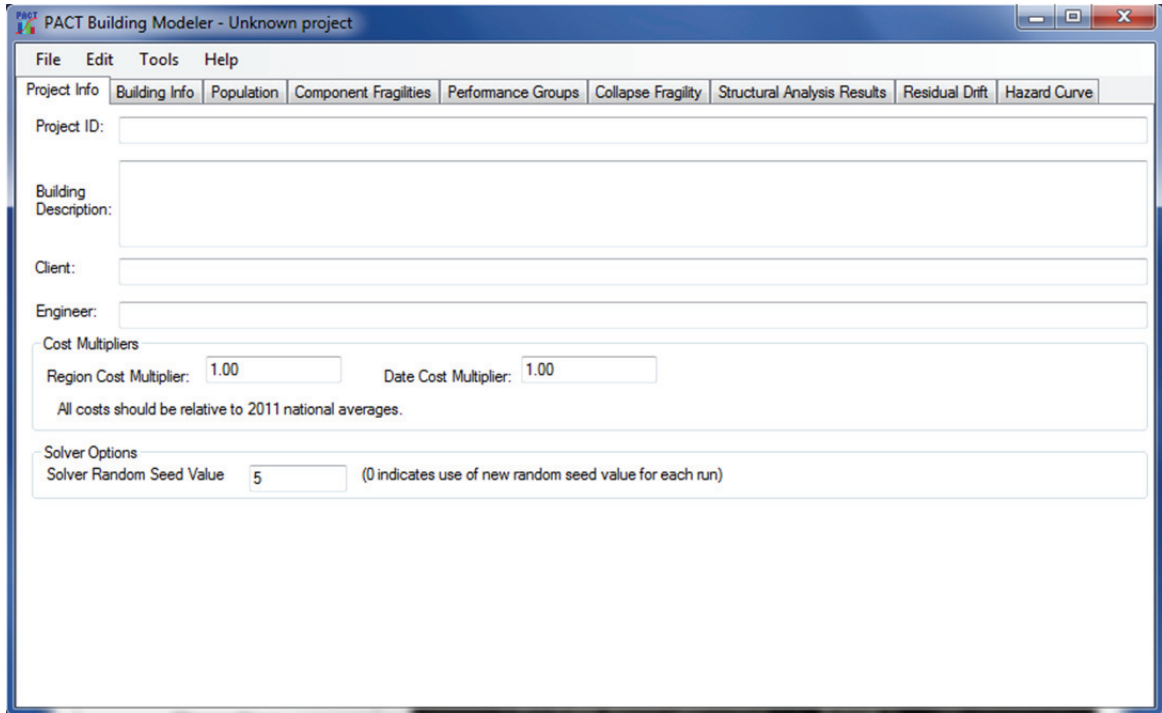 PACT PACT Building Modeler - Unknown project
File Edit Tools Help
Project Info Building Info Population Component Fragilities Performance Groups Collapse Fragility Structural Analysis Results Residual Drift Hazard Curve
Project ID:
Building
Description:
Client:
Engineer:
Cost Multipliers
Region Cost Multiplier: 1.00 Date Cost Multiplier: 1.00
All costs should be relative to 2011 national averages.
Solver Options
Solver Random Seed Value 5 (0 indicates use of new random seed value for each run)